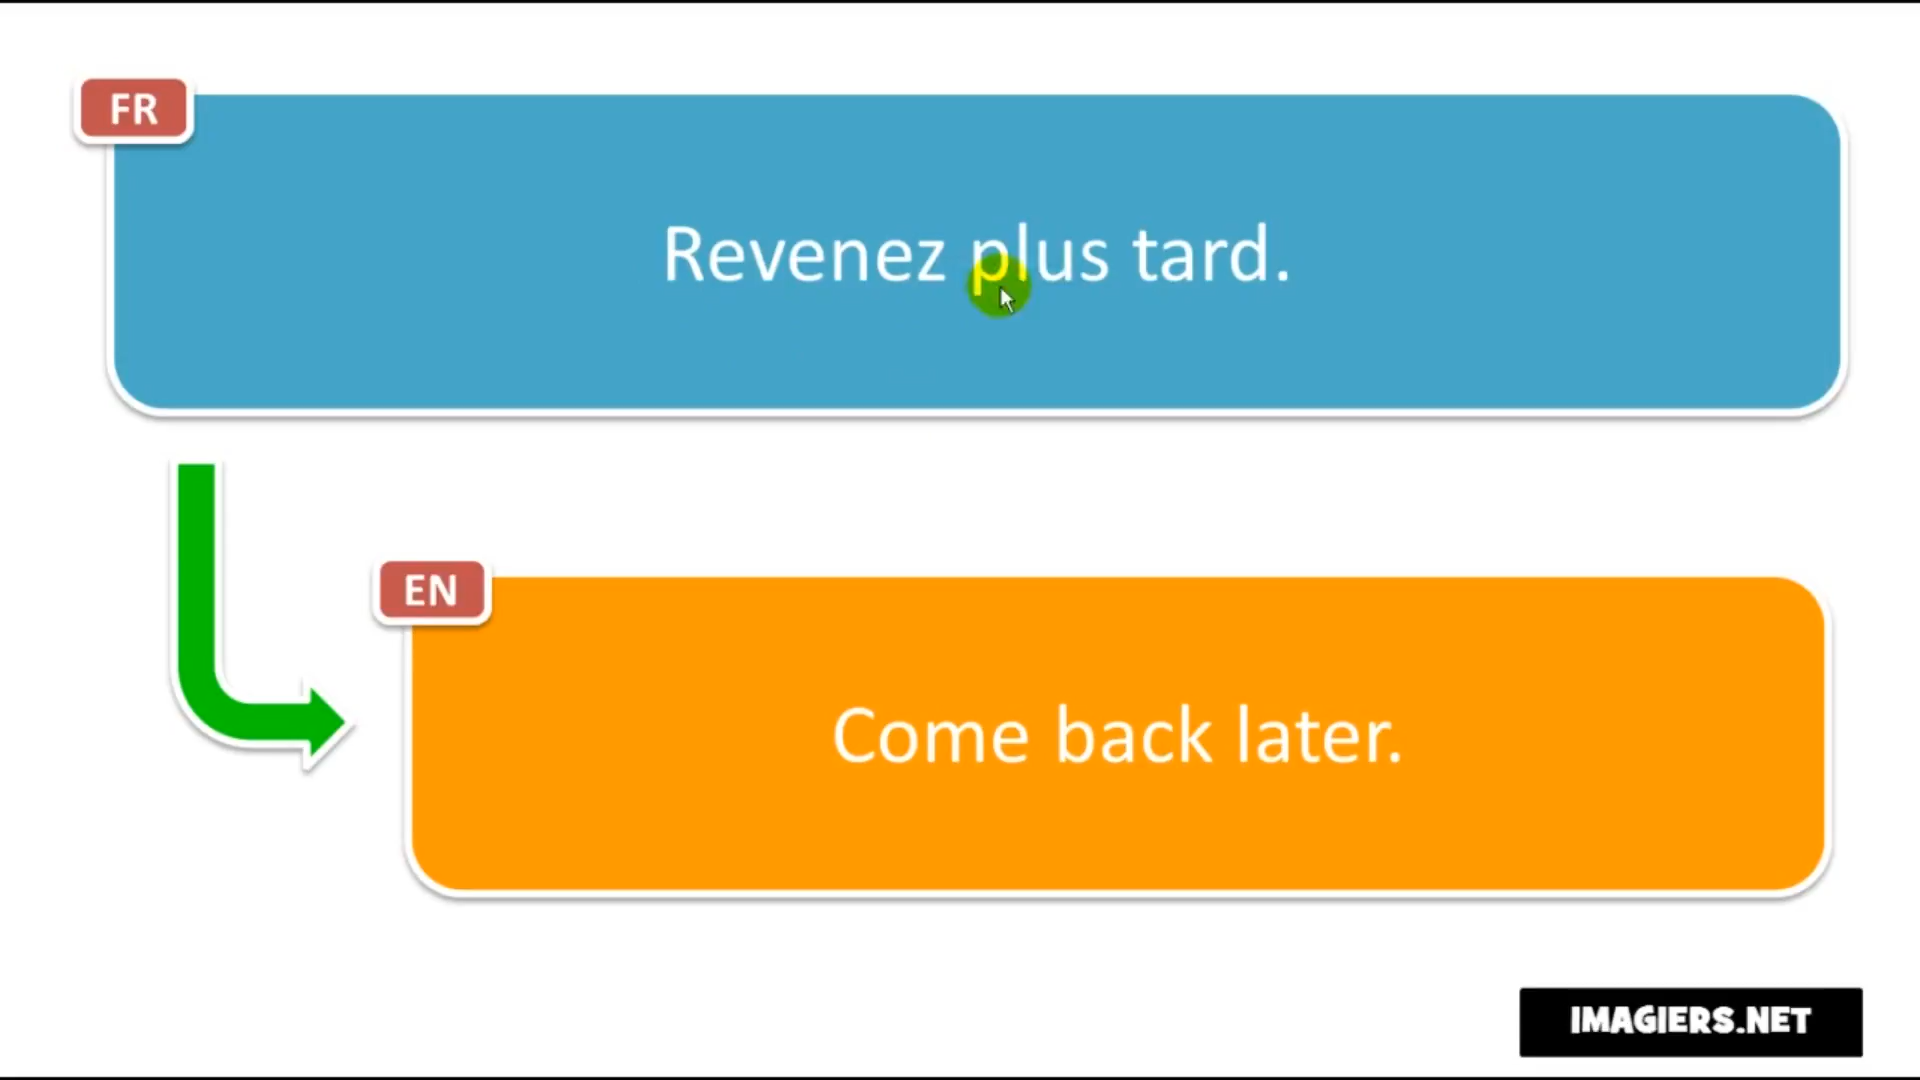 FR
Revenez plus tard.
EN
Come back later.
IMAGIERS.NET